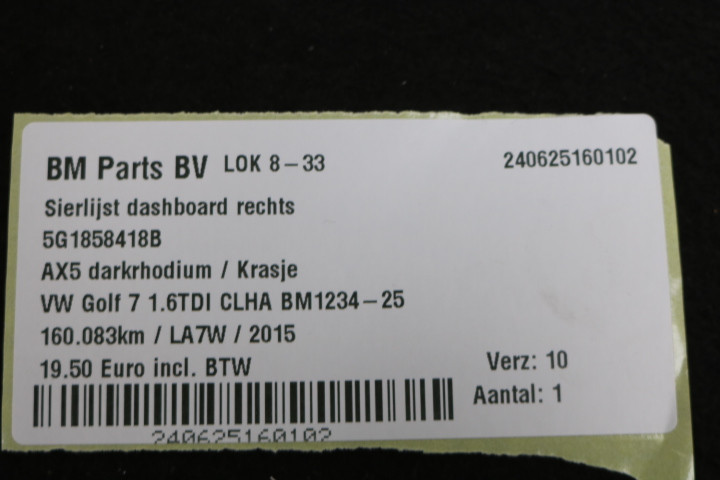 BM Parts BV LOK 8-33 240625160102
Sierlijst dashboard rechts
5G1858418B
AX5 darkrhodium / Krasje
VW Golf 7 1.6TDI CLHA BM1234-25
160.083km / LA7W / 2015
19.50 Euro incl. BTW Verz: 10
Aantal: 1
240625160102